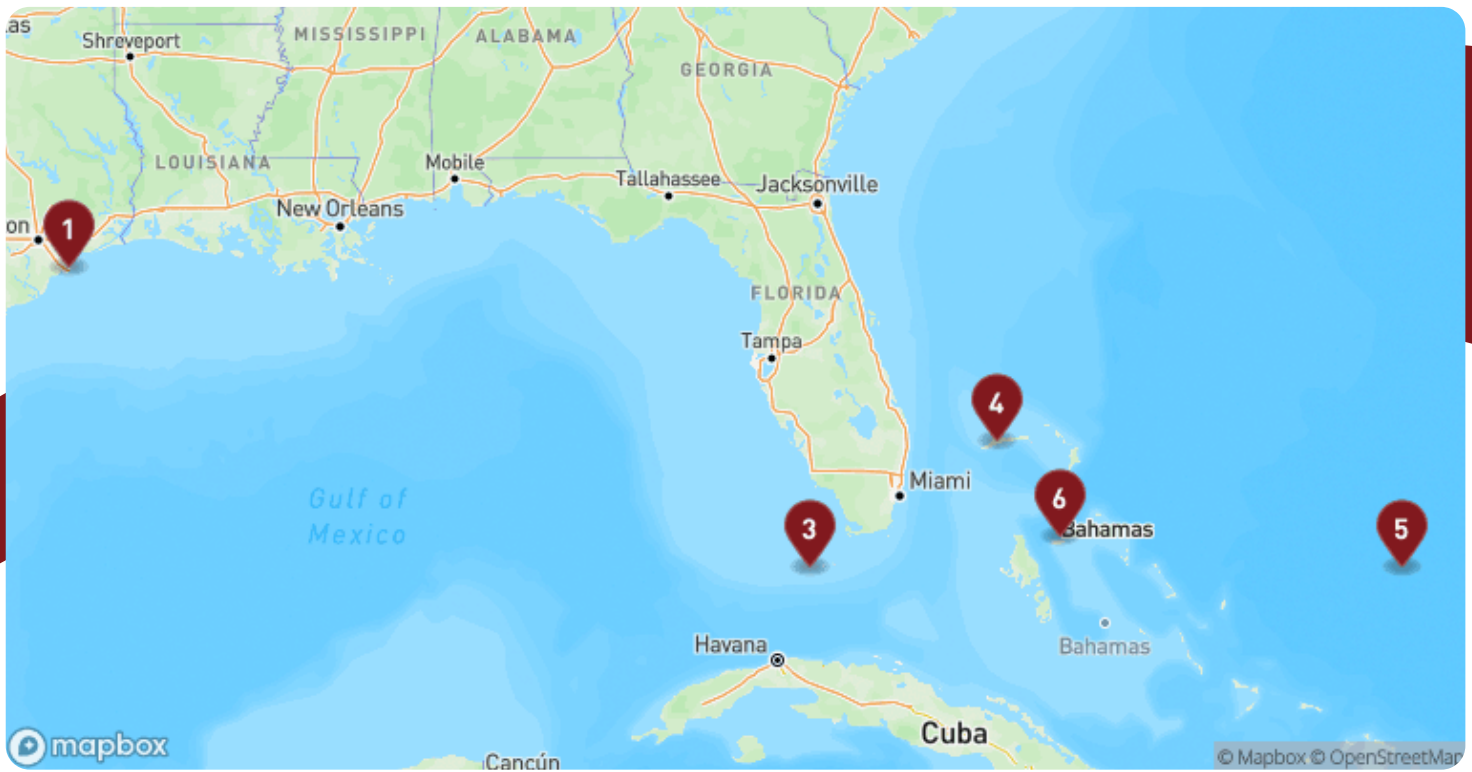 as
Shreveport
MISSISSIPPI
ALABAMA
GEORGIA
LOUISIANA
Mobile
Tallahassee
Jacksonville
New Orleans
on
1
FLORIDA
Tampa
4
Gulf of
Mexico
Miami
6
3
5
Bahamas
Havana
Bahamas
Cuba
mapbox
Cancún
© Mapbox © OpenStreetMap